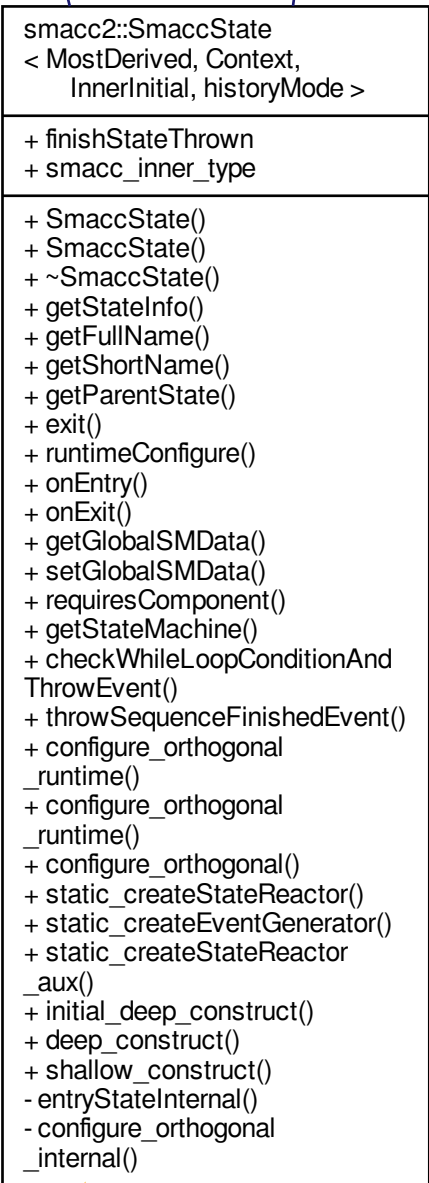 smacc2::SmaccState
< MostDerived, Context,
InnerInitial, historyMode >
+ finishStateThrown
+ smacc_inner_type
+ SmaccState()
+ SmaccState()
+ ~SmaccState()
+ getStateInfo()
+ getFullName()
+ getShortName()
+ getParentState()
+ exit()
+ runtimeConfigure()
+ onEntry()
+ onExit()
+ getGlobalSMData()
+ setGlobalSMData()
+ requiresComponent()
+ getStateMachine()
+ checkWhileLoopConditionAnd
ThrowEvent()
+ throwSequenceFinishedEvent()
+ configure_orthogonal
_runtime()
+ configure_orthogonal
_runtime()
+ configure_orthogonal()
+ static_createStateReactor()
+ static_createEventGenerator()
+ static_createStateReactor
_aux()
+ initial_deep_construct()
+ deep_construct()
+ shallow_construct()
- entryStateInternal()
- configure_orthogonal
_internal()